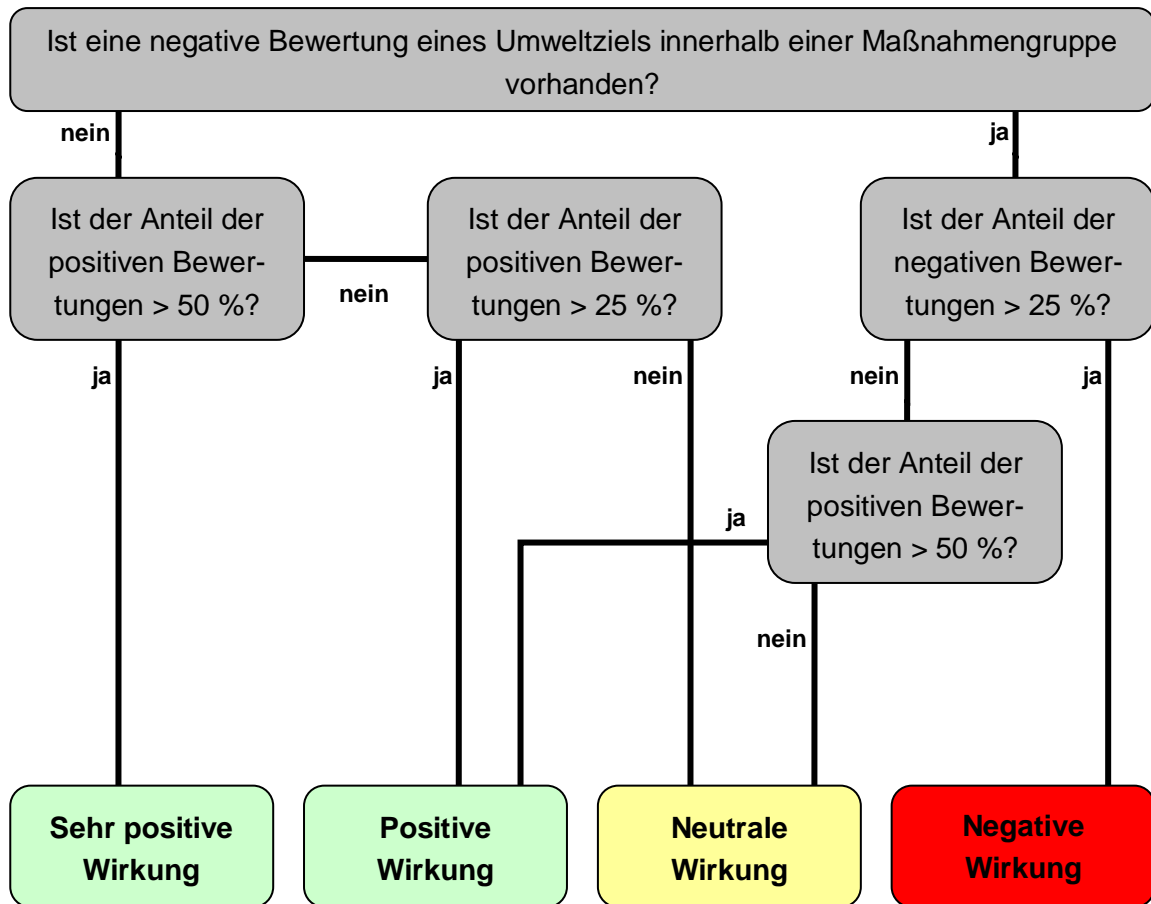 Ist eine negative Bewertung eines Umweltziels innerhalb einer Maßnahmengruppe
vorhanden?
nein
ja
Ist der Anteil der
positiven Bewer-
tungen > 50 %?
nein
Ist der Anteil der
positiven Bewer-
tungen > 25 %?
Ist der Anteil der
negativen Bewer-
tungen > 25 %?
ja
ja
nein
nein
ja
Ist der Anteil der
positiven Bewer-
tungen > 50 %?
ja
nein
Sehr positive
Wirkung
Positive
Wirkung
Neutrale
Wirkung
Negative
Wirkung